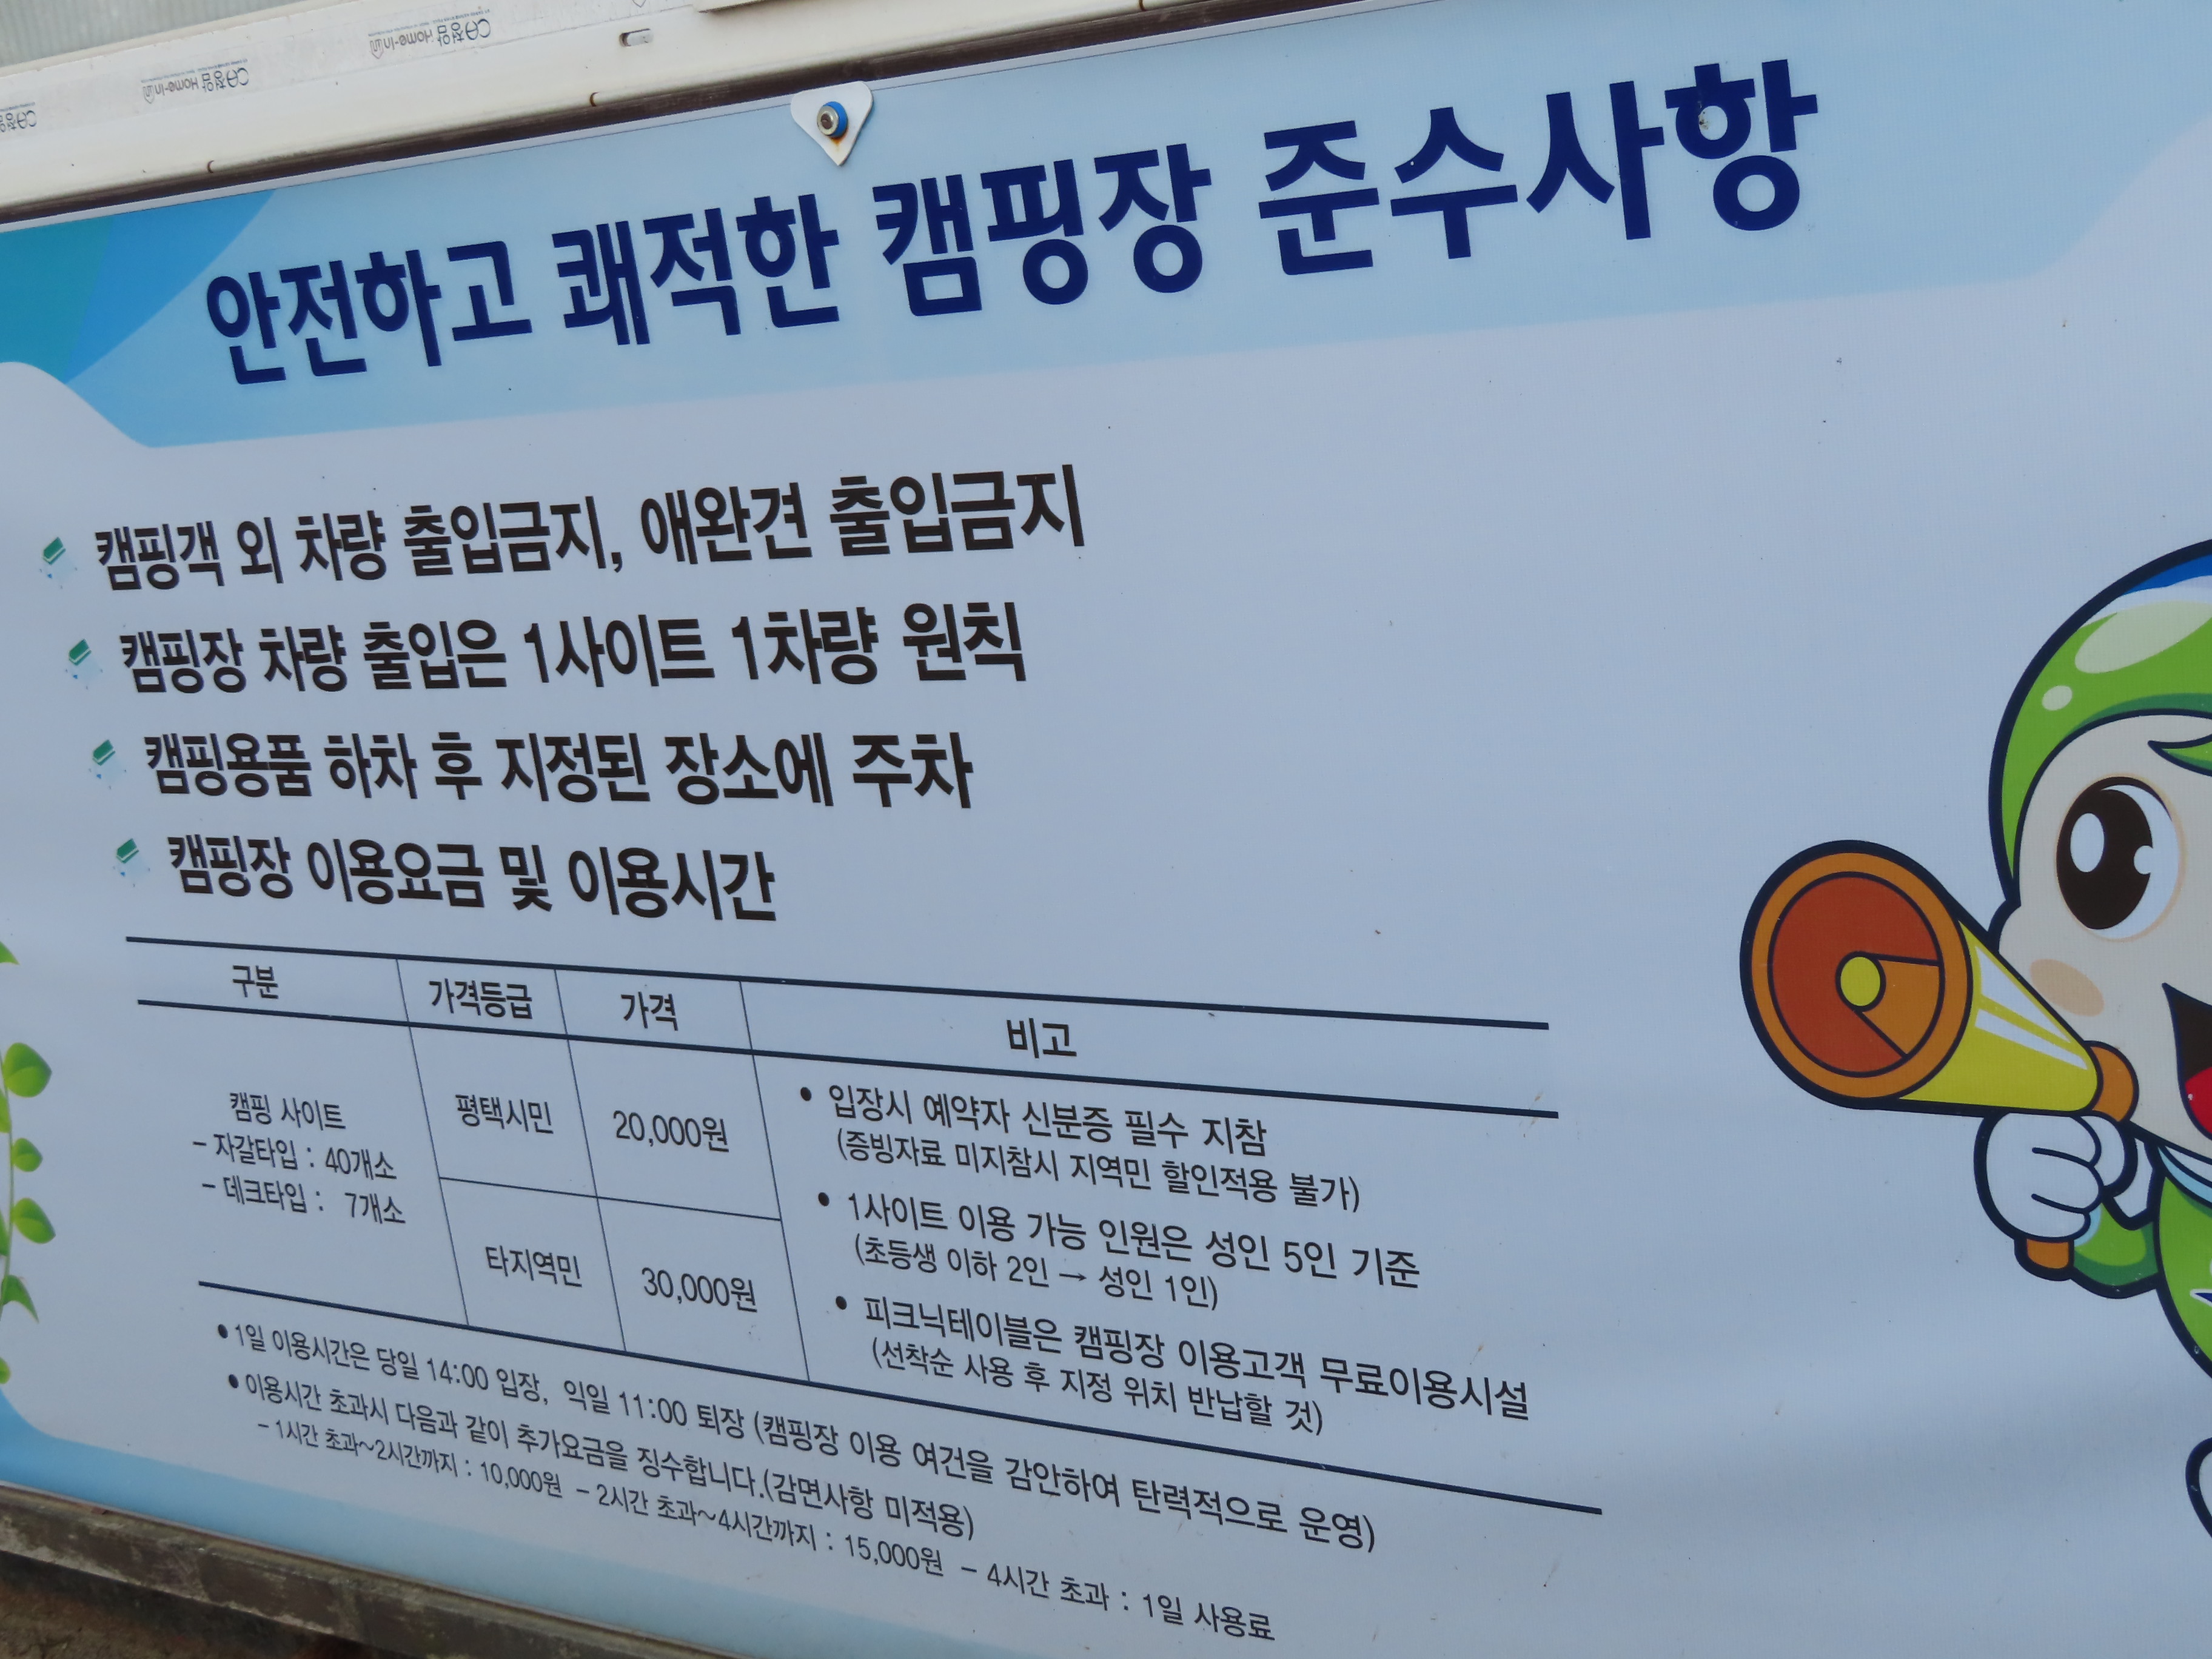 CA청암 Home-in
CA청암 Home-in
CA청암
안전하고 쾌적한 캠핑장 준수사항
캠핑객 외 차량 출입금지, 애완견 출입금지
캠핑장 차량 출입은 1사이트 1차량 원칙
캠핑용품 하차 후 지정된 장소에 주차
캠핑장 이용요금 및 이용시간
구분 가격등급 가격 비고
캠핑 사이트
- 자갈타입 : 40개소
- 데크타입 : 7개소
평택시민 20,000원
타지역민 30,000원
• 입장시 예약자 신분증 필수 지참
(증빙자료 미지참시 지역민 할인적용 불가)
• 1사이트 이용 가능 인원은 성인 5인 기준
(초등생 이하 2인 → 성인 1인)
• 피크닉테이블은 캠핑장 이용고객 무료이용시설
(선착순 사용 후 지정 위치 반납할 것)
• 1일 이용시간은 당일 14:00 입장, 익일 11:00 퇴장 (캠핑장 이용 여건을 감안하여 탄력적으로 운영)
• 이용시간 초과시 다음과 같이 추가요금을 징수합니다.(감면사항 미적용)
- 1시간 초과~2시간까지 : 10,000원 - 2시간 초과~4시간까지 : 15,000원 - 4시간 초과 : 1일 사용료